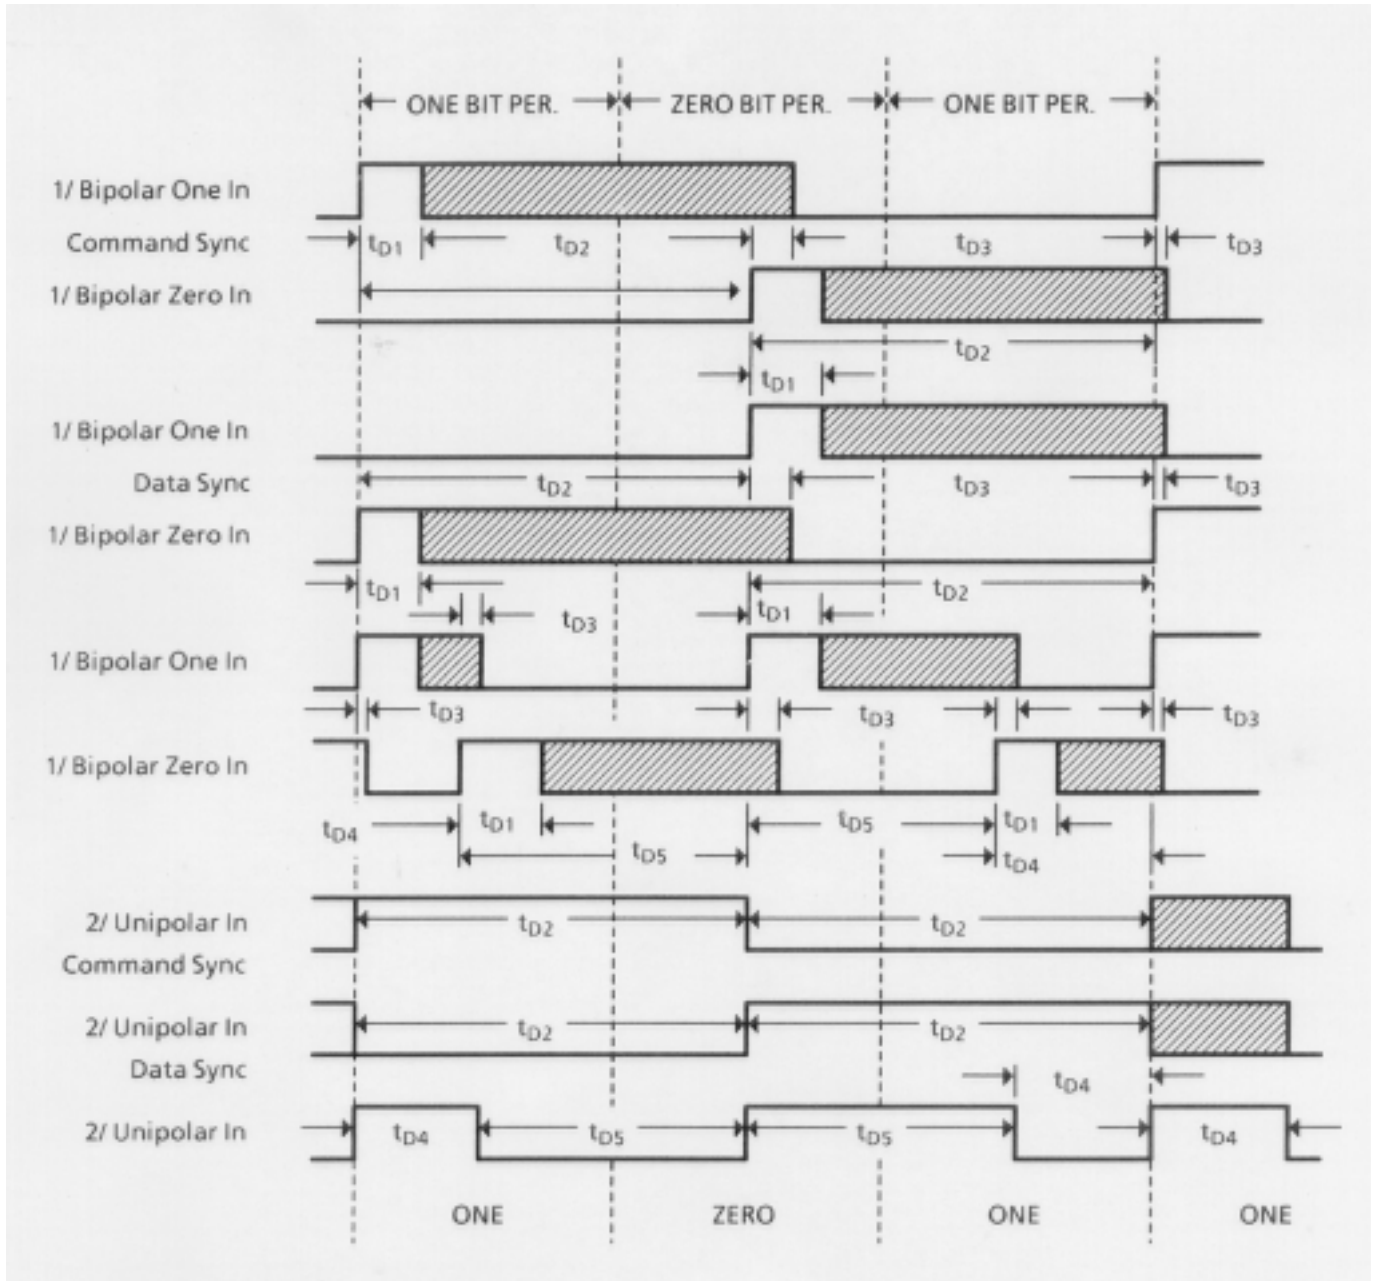 ONE BIT PER. ZERO BIT PER. ONE BIT PER.
1/ Bipolar One In
Command Sync tD1 tD2 tD3 tD3
1/ Bipolar Zero In
tD2
tD1
1/ Bipolar One In
Data Sync tD2 tD3 tD3
1/ Bipolar Zero In
tD1 tD2
tD3 tD1
1/ Bipolar One In
tD3 tD3 tD3
1/ Bipolar Zero In
tD4 tD1 tD5 tD1
tD5 tD4
2/ Unipolar In tD2 tD2
Command Sync
2/ Unipolar In tD2 tD2
Data Sync tD4
2/ Unipolar In tD4 tD5 tD5 tD4
ONE ZERO ONE ONE